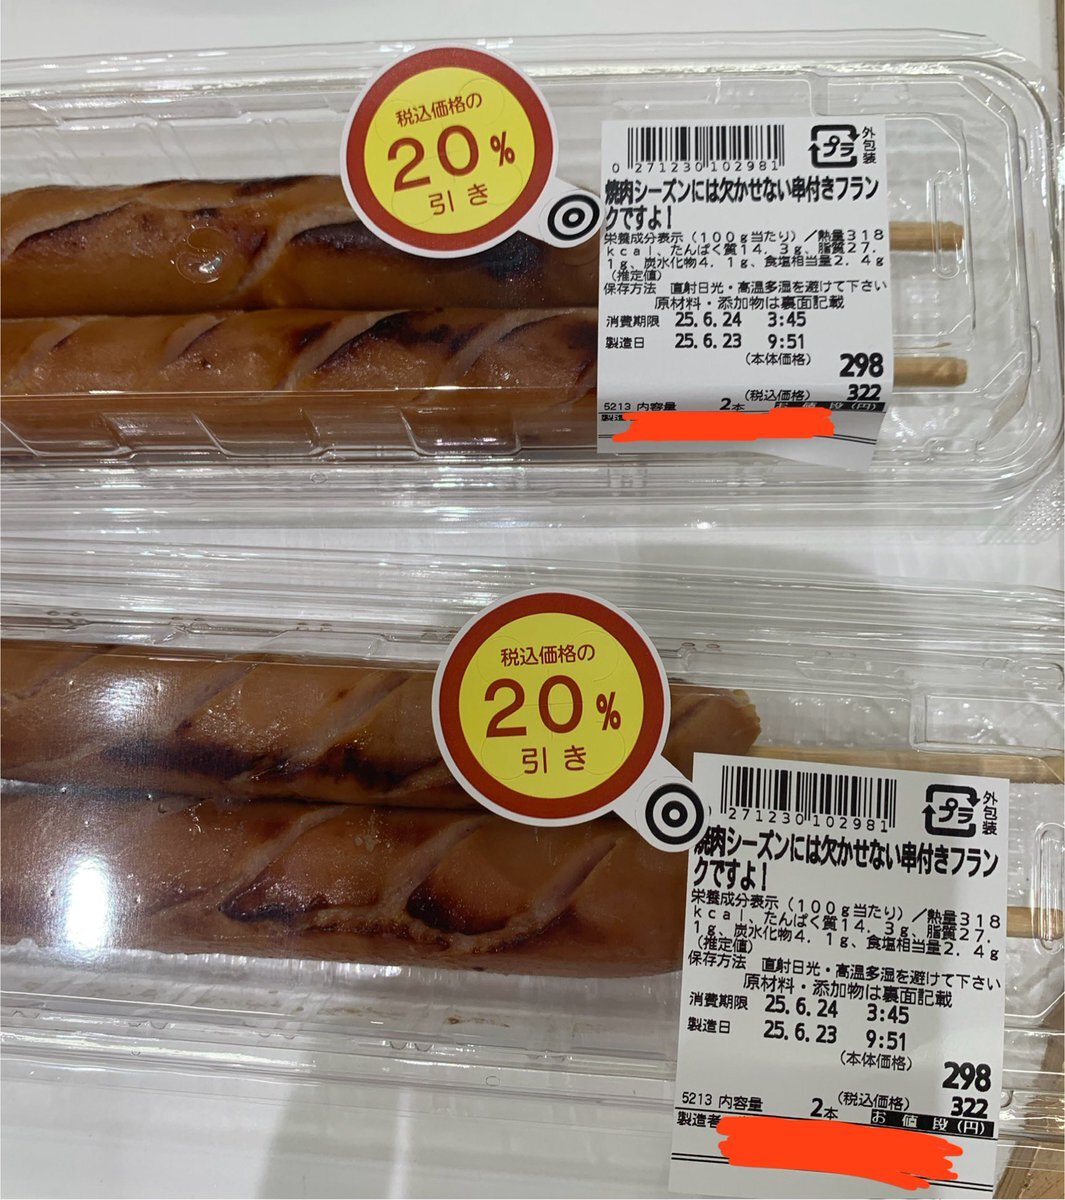 税込価格の
20%
引き
0 271230 102981
プラ
外包装
焼肉シーズンには欠かせない串付きフラン
クですよ!
栄養成分表示(100g当たり)/熱量318
kcal、たんぱく質14.3g、脂質27.
1g、炭水化物4.1g、食塩相当量2.4g
(推定値)
保存方法 直射日光・高温多湿を避けて下さい
原材料・添加物は裏面記載
消費期限 25.6.24 3:45
製造日 25.6.23 9:51
(本体価格) 298
(税込価格) 322
5213 内容量 2本 お値段(円)
税込価格の
20%
引き
271230 102981
プラ
外包装
焼肉シーズンには欠かせない串付きフラン
クですよ!
栄養成分表示(100g当たり)/熱量318
kcal、たんぱく質14.3g、脂質27.
1g、炭水化物4.1g、食塩相当量2.4g
(推定値)
保存方法 直射日光・高温多湿を避けて下さい
原材料・添加物は裏面記載
消費期限 25.6.24 3:45
製造日 25.6.23 9:51
(本体価格) 298
(税込価格) 322
5213 内容量 2本 お値段(円)
製造者